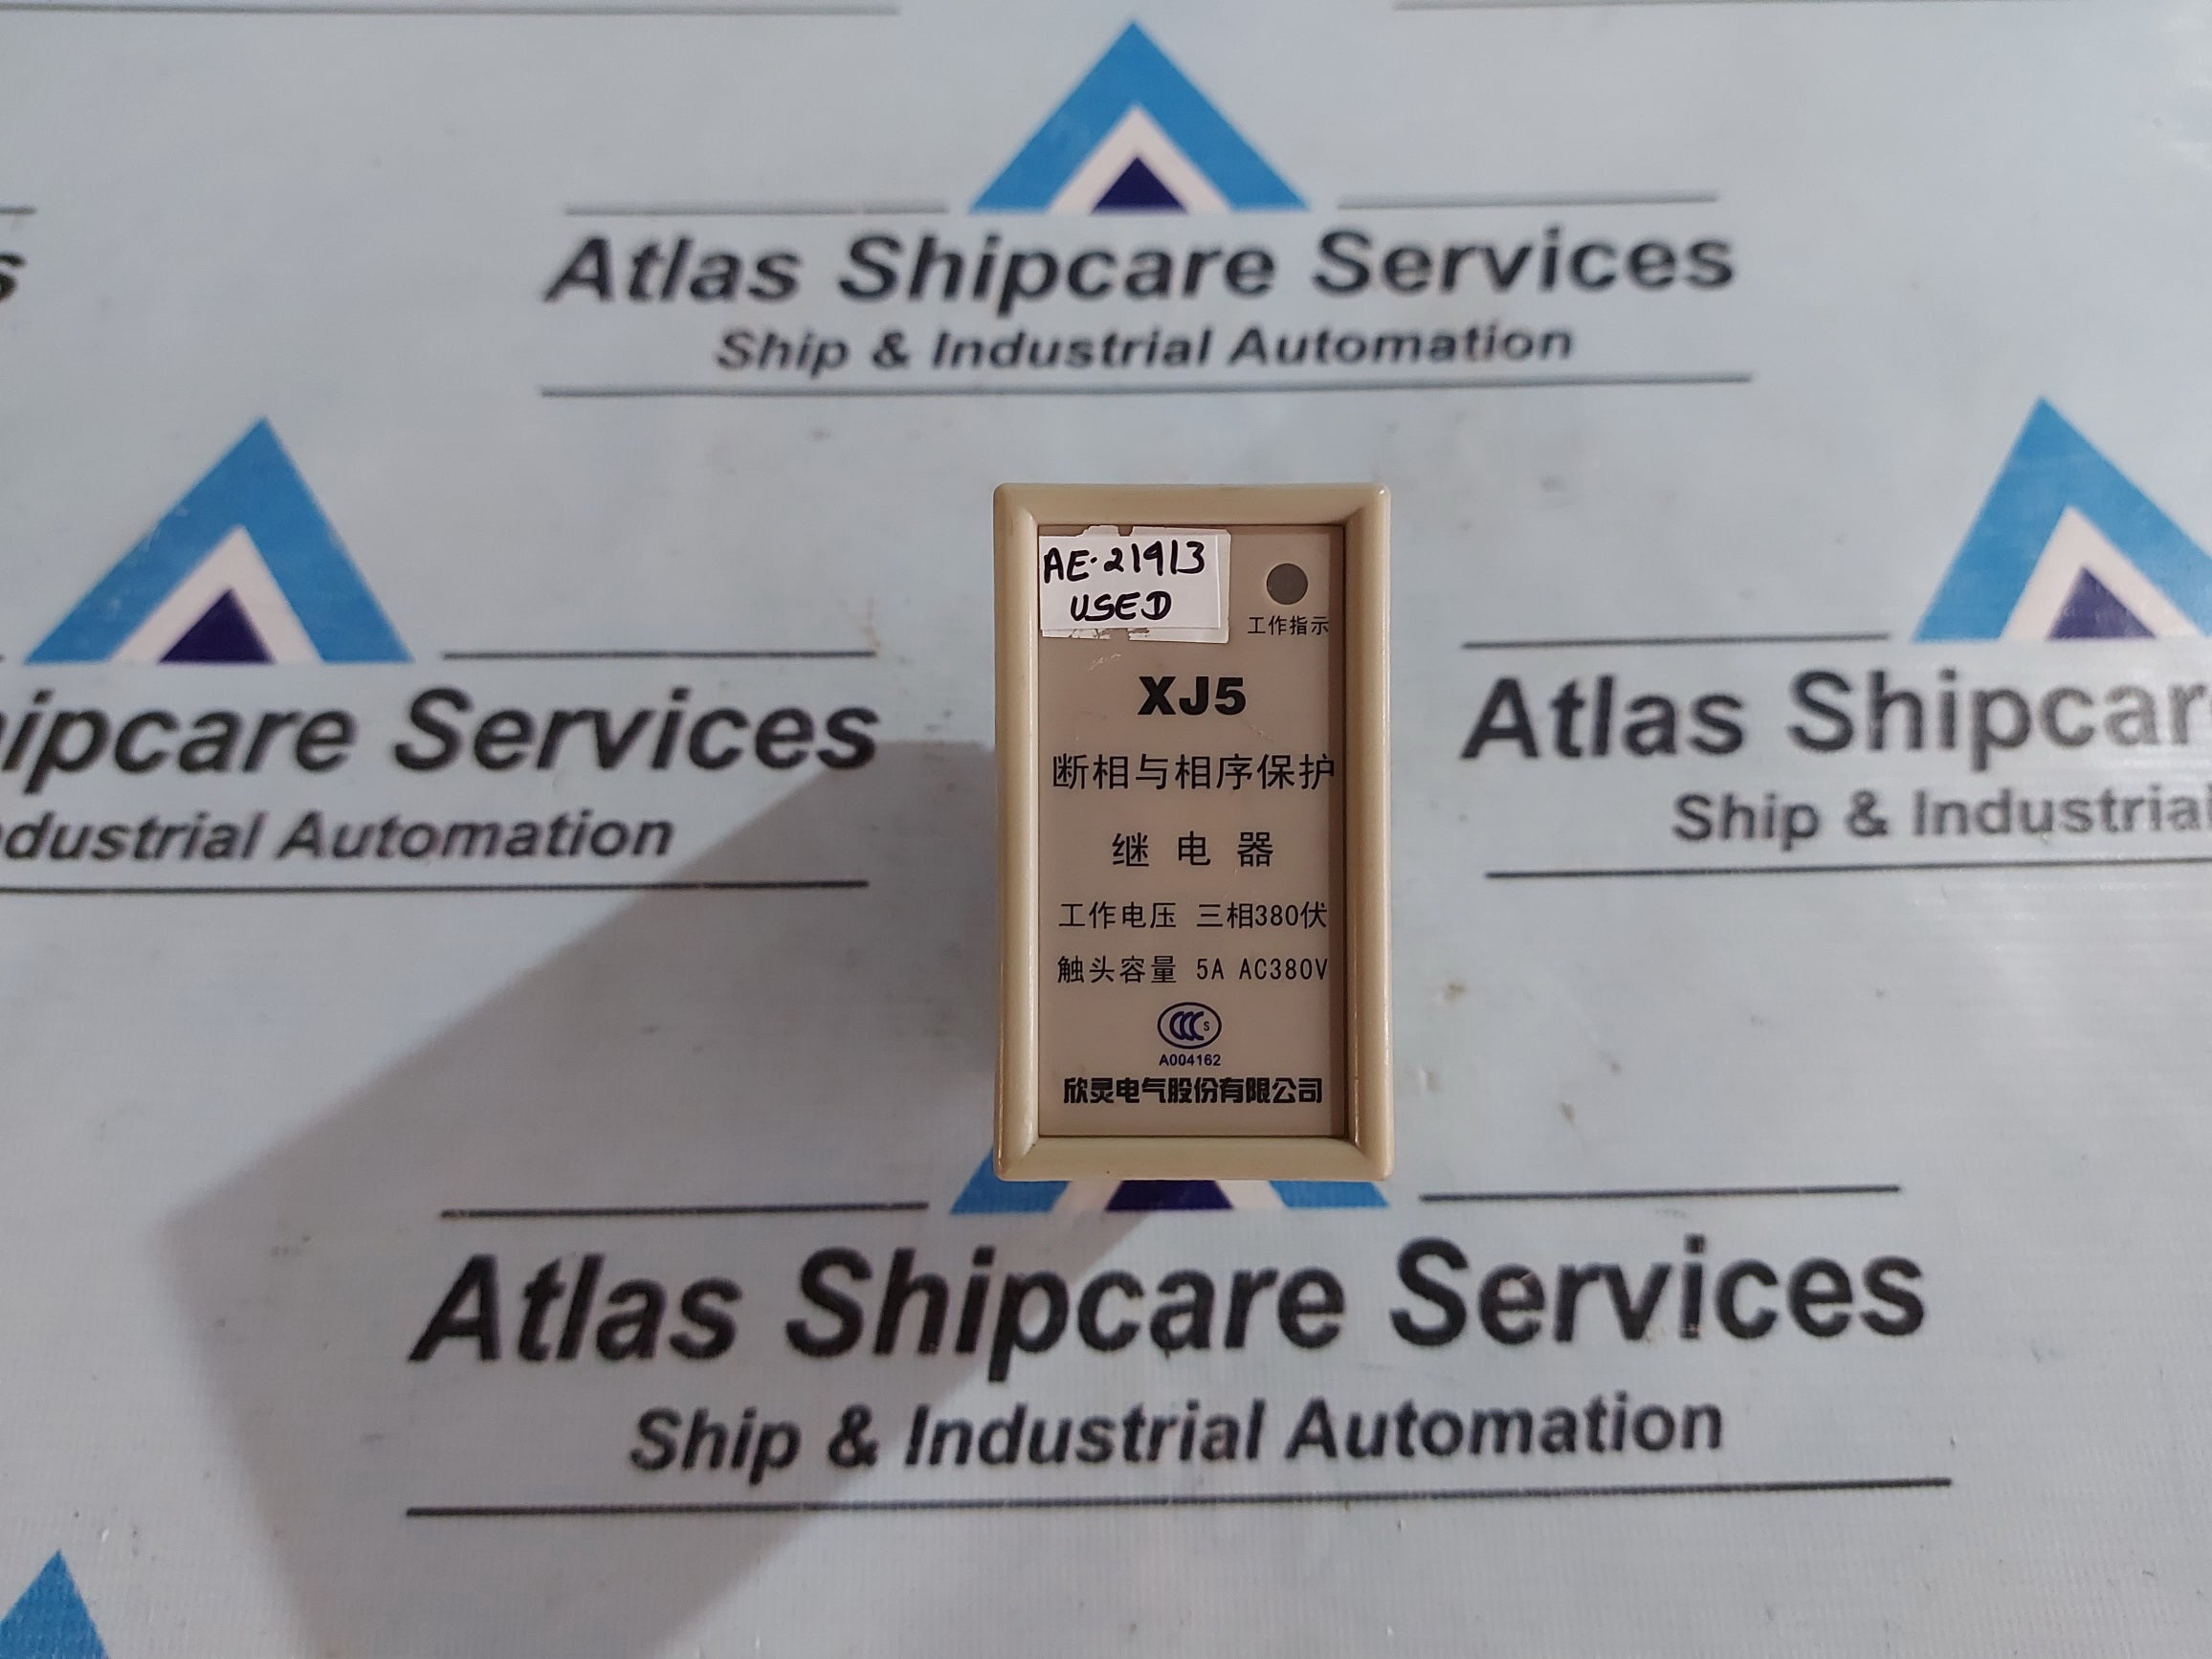 Atlas Shipcare Services
Ship & Industrial Automation
s
ipcare Services
ndustrial Automation
Atlas Shipcar
Ship & Industrial
AE-21913
USED
工作指示
XJ5
断相与相序保护
继电器
工作电压 三相380伏
触头容量 5A AC380V
CCC S
A004162
欣灵电气股份有限公司
Atlas Shipcare Services
Ship & Industrial Automation